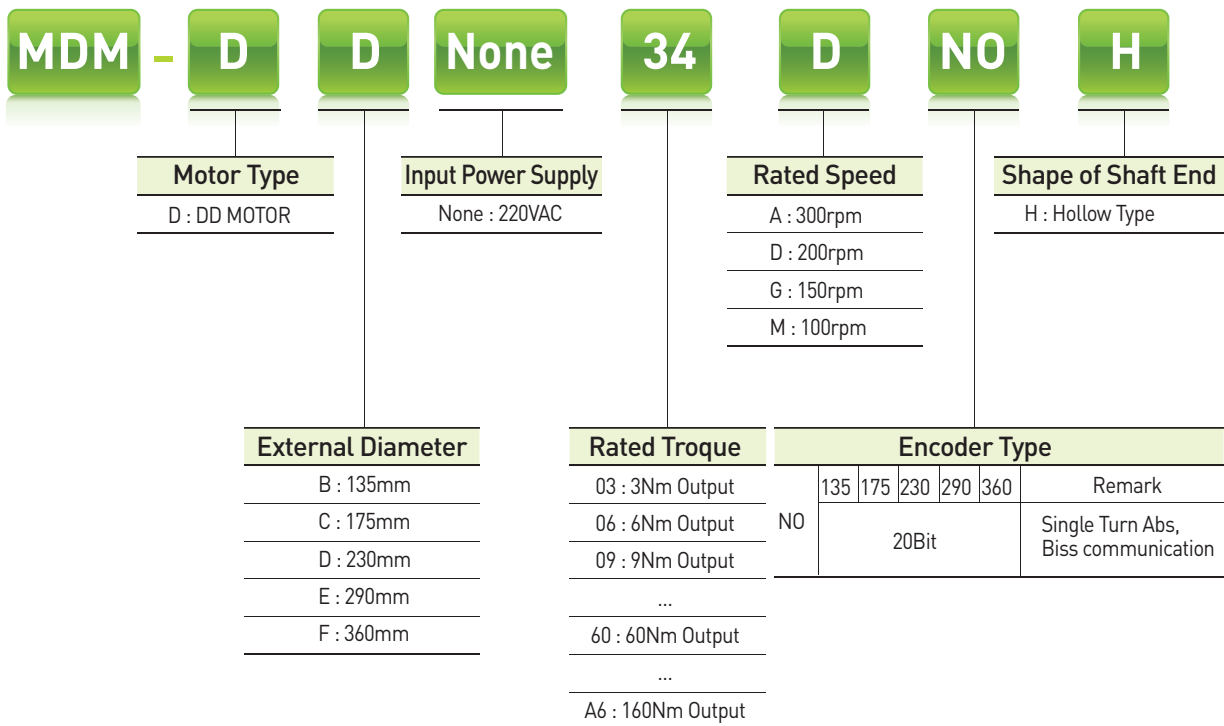 MDM - D D None 34 D NO H
Motor Type
D : DD MOTOR
Input Power Supply
None : 220VAC
Rated Speed
A : 300rpm
D : 200rpm
G : 150rpm
M : 100rpm
Shape of Shaft End
H : Hollow Type
External Diameter
B : 135mm
C : 175mm
D : 230mm
E : 290mm
F : 360mm
Rated Troque
03 : 3Nm Output
06 : 6Nm Output
09 : 9Nm Output
...
60 : 60Nm Output
...
A6 : 160Nm Output
Encoder Type
135 175 230 290 360 Remark
NO
20Bit
Single Turn Abs,
Biss communication